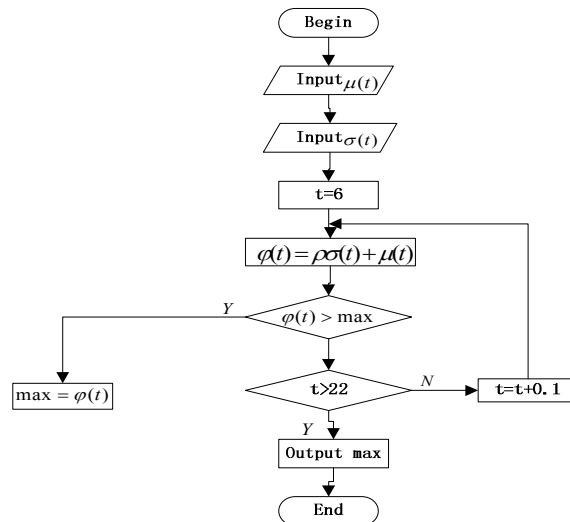 Begin
Input μ(t)
Input σ(t)
t=6
φ(t) = ρσ(t) + μ(t)
Y
φ(t) > max
max = φ(t)
t>22
N
t=t+0.1
Y
Output max
End